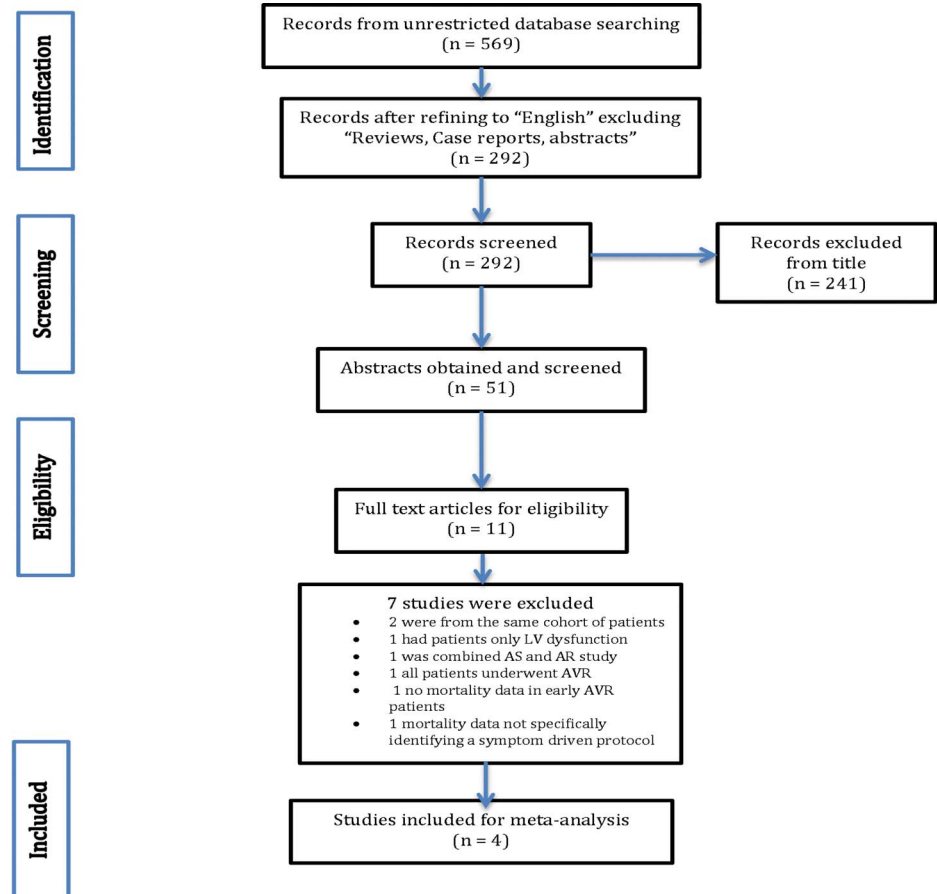 Identification
Records from unrestricted database searching
(n = 569)
Records after refining to “English” excluding
“Reviews, Case reports, abstracts”
(n = 292)
Screening
Records screened
(n = 292)
Records excluded
from title
(n = 241)
Abstracts obtained and screened
(n = 51)
Eligibility
Full text articles for eligibility
(n = 11)
7 studies were excluded
• 2 were from the same cohort of patients
• 1 had patients only LV dysfunction
• 1 was combined AS and AR study
• 1 all patients underwent AVR
• 1 no mortality data in early AVR
patients
• 1 mortality data not specifically
identifying a symptom driven protocol
Included
Studies included for meta-analysis
(n = 4)